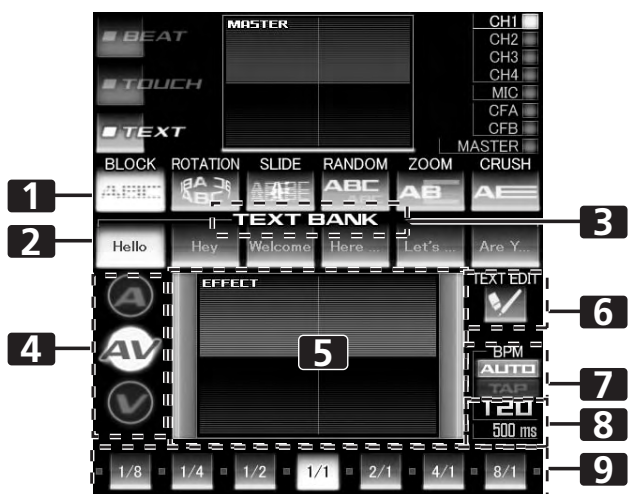 MASTER
BEAT
TOUCH
TEXT
CH1
CH2
CH3
CH4
MIC
CFA
CFB
MASTER
BLOCK ROTATION SLIDE RANDOM ZOOM CRUSH
1
TEXT BANK
3
2
Hello Hey Welcome Here ... Let's ... Are Y...
4
A
AV
V
EFFECT
5
TEXT EDIT
6
BPM
AUTO
TAP
7
120
500 ms
8
1/8 1/4 1/2 1/1 2/1 4/1 8/1
9